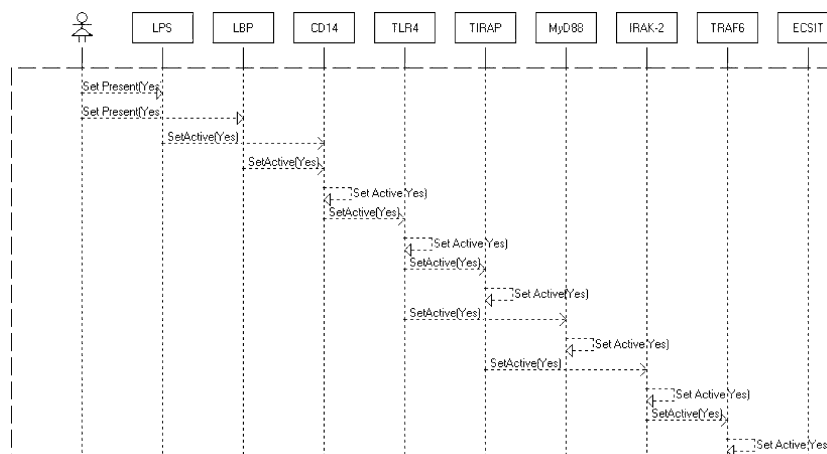 LPS
LBP
CD14
TLR4
TIRAP
MyD88
IRAK-2
TRAF6
ECSIT
Set Present(Yes
Set Present(Yes
SetActive(Yes)
SetActive(Yes)
Set Active:Yes)
SetActive(Yes)
Set Active:Yes)
SetActive(Yes)
Set Active(Yes)
SetActive(Yes)
Set Active:Yes)
SetActive(Yes)
Set Active:Yes)
SetActive(Yes)
Set Active:Yes)